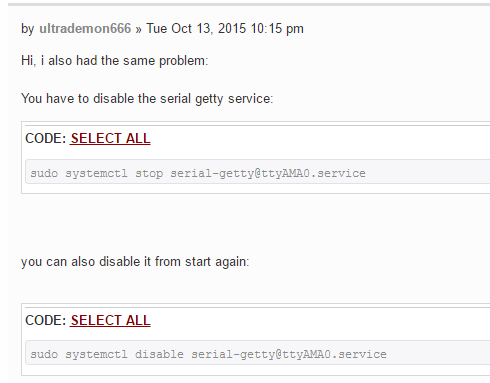 by ultrademon666 » Tue Oct 13, 2015 10:15 pm
Hi, i also had the same problem:
You have to disable the serial getty service:
CODE: SELECT ALL
sudo systemctl stop serial-getty@ttyAMA0.service
you can also disable it from start again:
CODE: SELECT ALL
sudo systemctl disable serial-getty@ttyAMA0.service